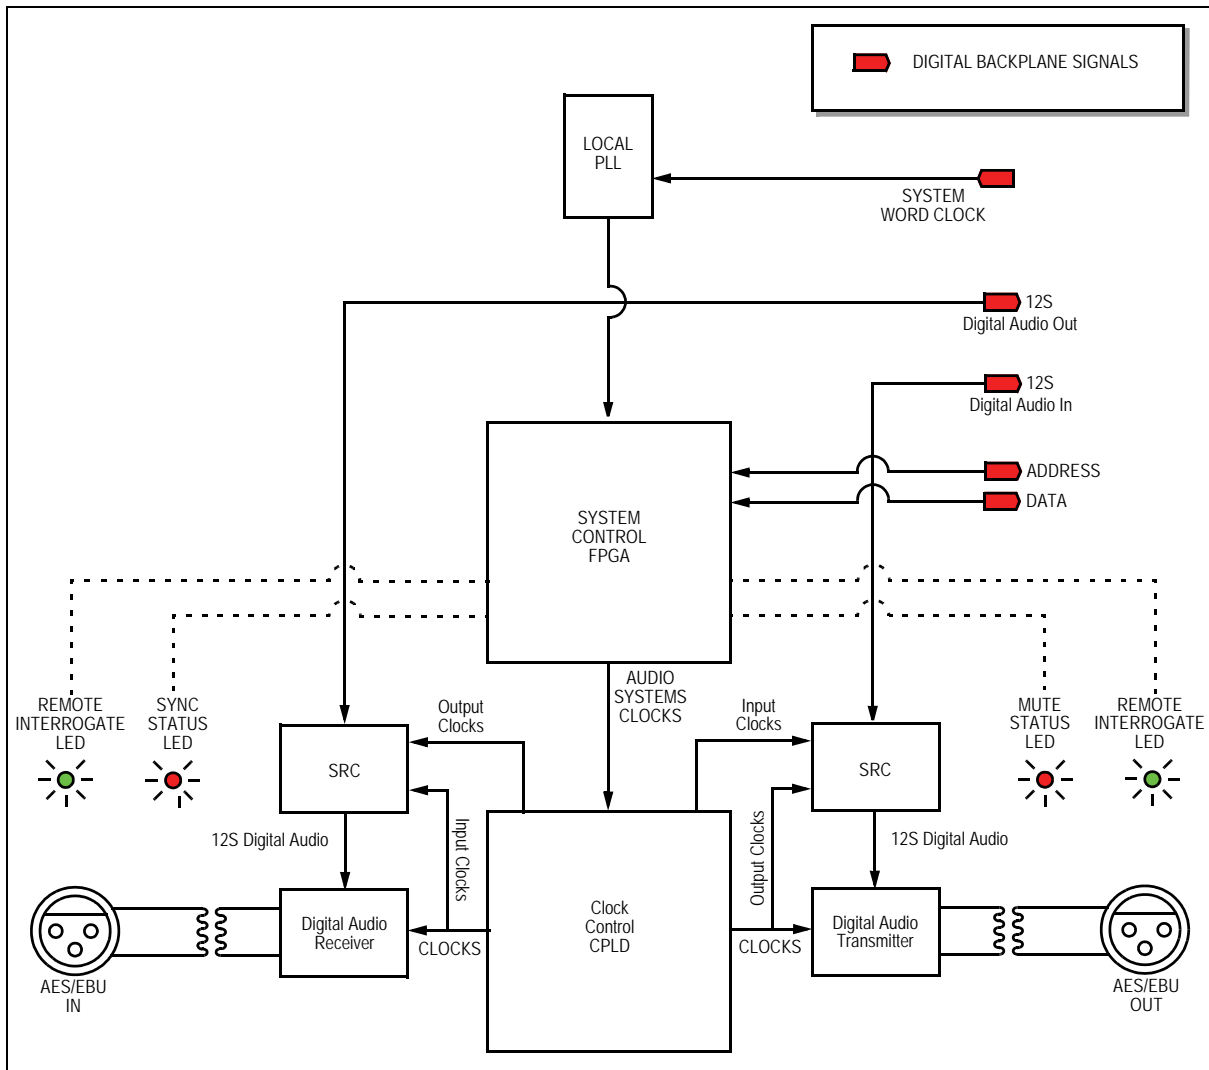 DIGITAL BACKPLANE SIGNALS
LOCAL
PLL
SYSTEM
WORD CLOCK
12S
Digital Audio Out
12S
Digital Audio In
ADDRESS
DATA
SYSTEM
CONTROL
FPGA
AUDIO
SYSTEMS
CLOCKS
REMOTE
INTERROGATE
LED
SYNC
STATUS
LED
Output
Clocks
Input
Clocks
MUTE
STATUS
LED
REMOTE
INTERROGATE
LED
SRC
SRC
12S Digital Audio
Input Clocks
Output Clocks
12S Digital Audio
Digital Audio
Receiver
CLOCKS
Clock
Control
CPLD
CLOCKS
Digital Audio
Transmitter
AES/EBU
IN
AES/EBU
OUT